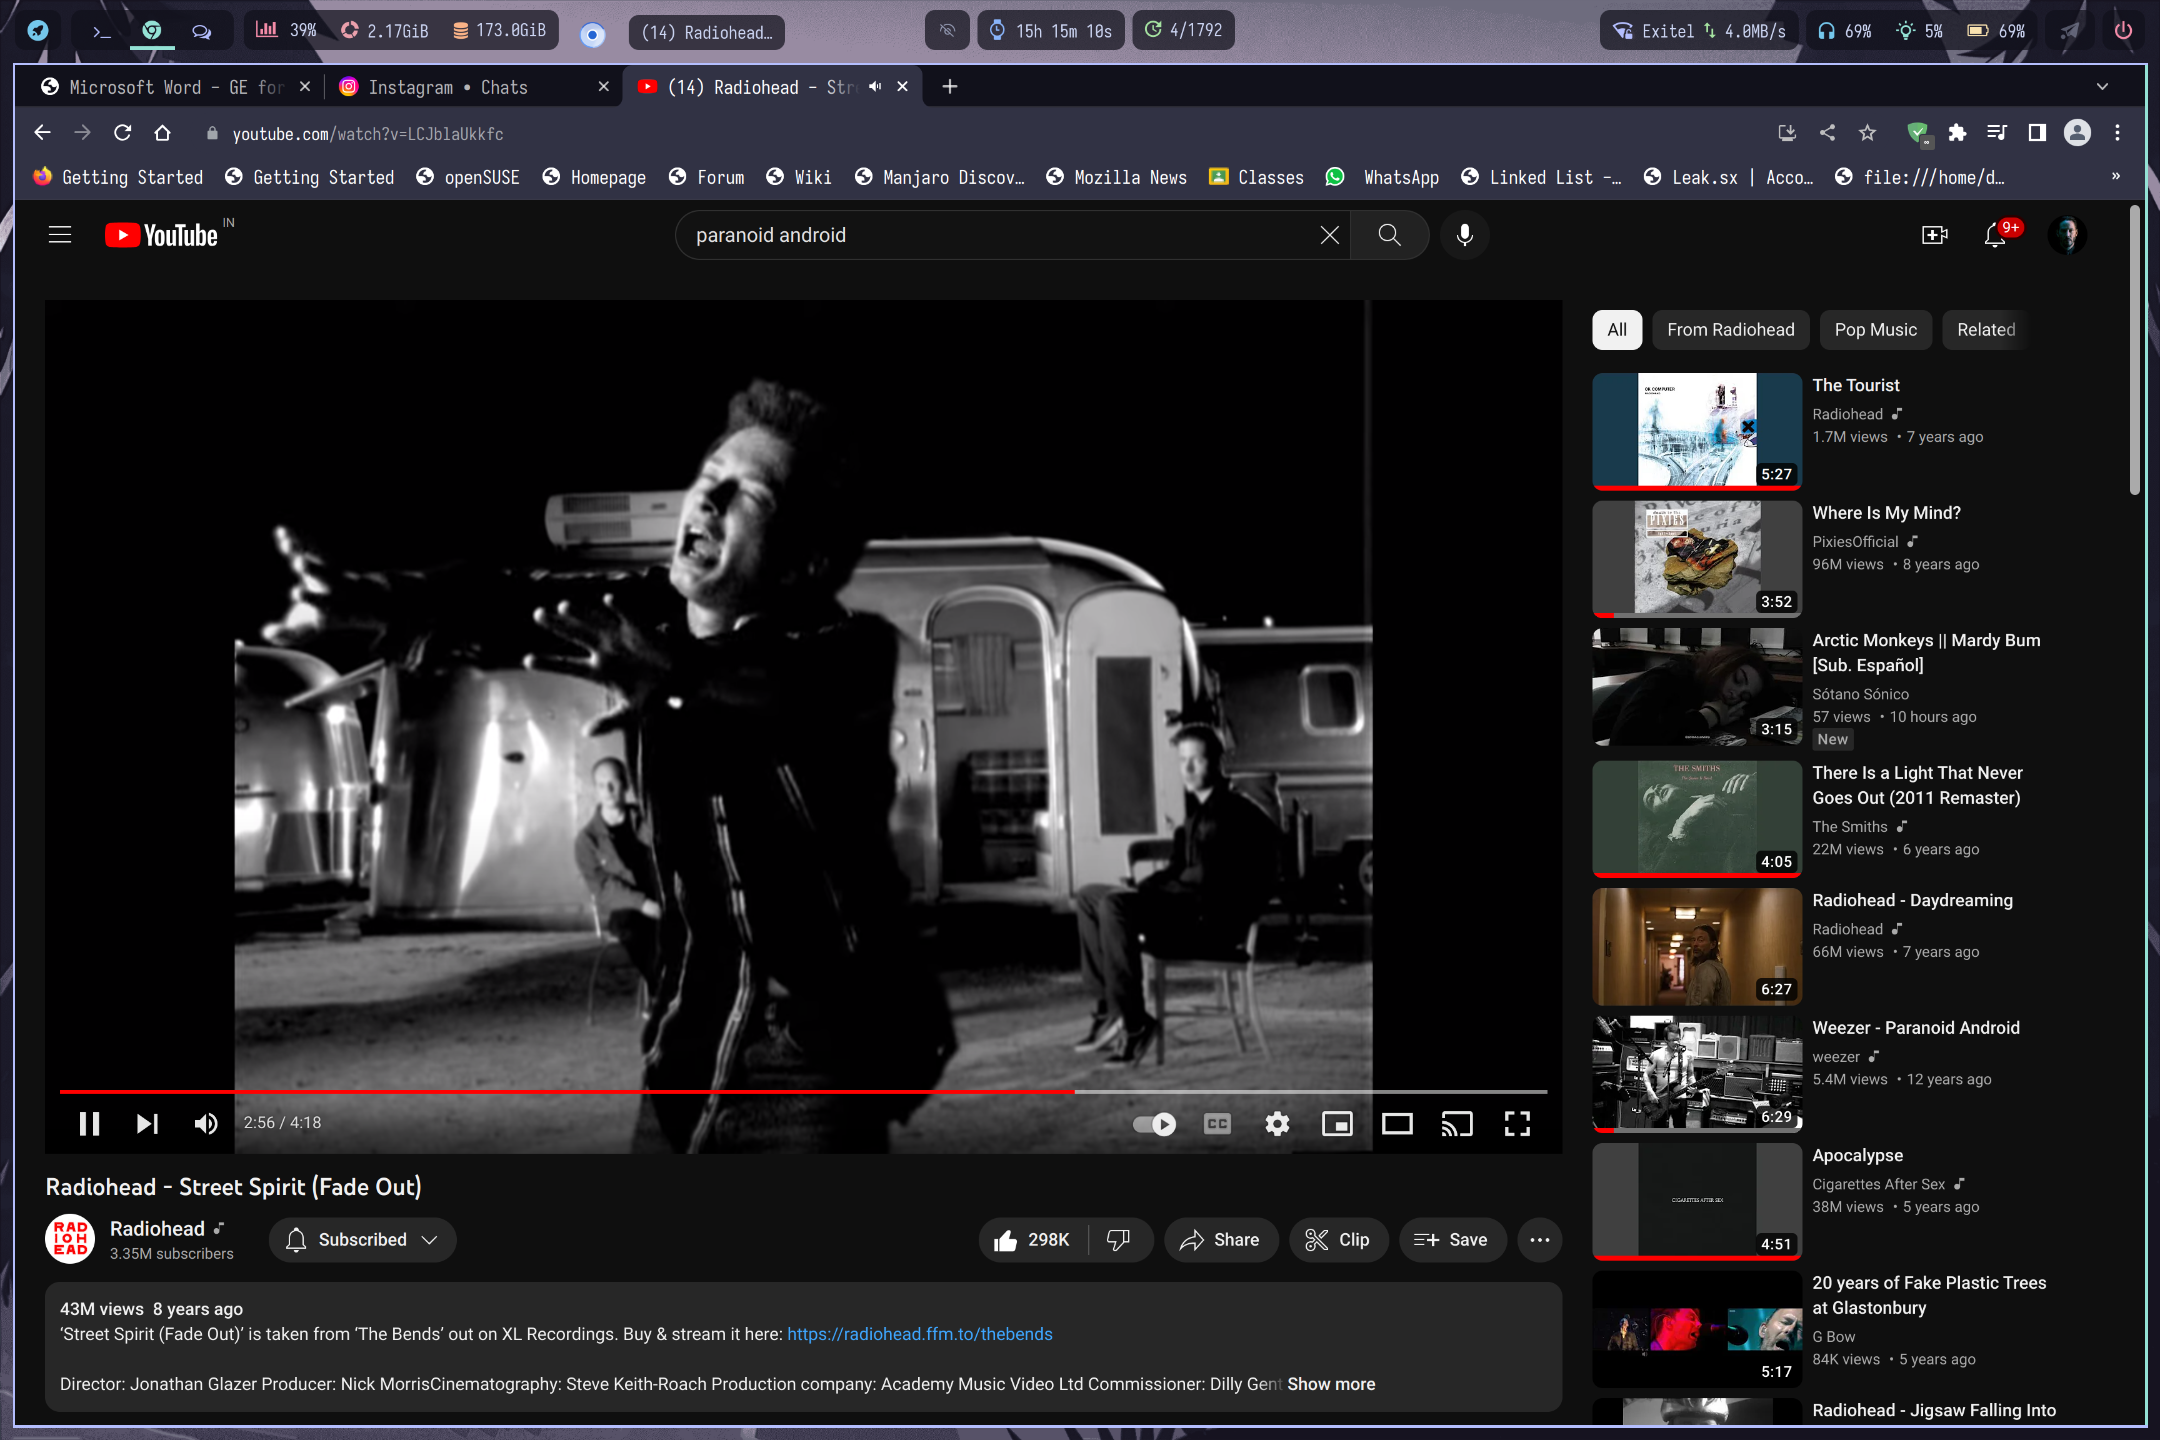 39%
2.17GiB
173.0GiB
(14) Radiohead…
15h 15m 10s
4/1792
Exitel
4.0MB/s
69%
5%
69%
Microsoft Word - GE for
Instagram • Chats
(14) Radiohead - Str
youtube.com/watch?v=LCJblaUkkfc
Getting Started
Getting Started
openSUSE
Homepage
Forum
Wiki
Manjaro Discov…
Mozilla News
Classes
WhatsApp
Linked List -…
Leak.sx | Acco…
file:///home/d…
»
YouTube IN
paranoid android
9+
All
From Radiohead
Pop Music
Related
OK COMPUTER
5:27
The Tourist
Radiohead
1.7M views • 7 years ago
PIXIES
3:52
Where Is My Mind?
PixiesOfficial
96M views • 8 years ago
3:15
Arctic Monkeys || Mardy Bum
[Sub. Español]
Sótano Sónico
57 views • 10 hours ago
New
THE SMITHS
4:05
There Is a Light That Never
Goes Out (2011 Remaster)
The Smiths
22M views • 6 years ago
6:27
Radiohead - Daydreaming
Radiohead
66M views • 7 years ago
6:29
Weezer - Paranoid Android
weezer
5.4M views • 12 years ago
CIGARETTES AFTER SEX
4:51
Apocalypse
Cigarettes After Sex
38M views • 5 years ago
5:17
20 years of Fake Plastic Trees
at Glastonbury
G Bow
84K views • 5 years ago
Radiohead - Jigsaw Falling Into
2:56 / 4:18
CC
Radiohead - Street Spirit (Fade Out)
RAD
IOH
EAD
Radiohead
3.35M subscribers
Subscribed
298K
Share
Clip
Save
43M views 8 years ago
‘Street Spirit (Fade Out)’ is taken from ‘The Bends’ out on XL Recordings. Buy & stream it here: https://radiohead.ffm.to/thebends
Director: Jonathan Glazer Producer: Nick MorrisCinematography: Steve Keith-Roach Production company: Academy Music Video Ltd Commissioner: Dilly Gent Show more